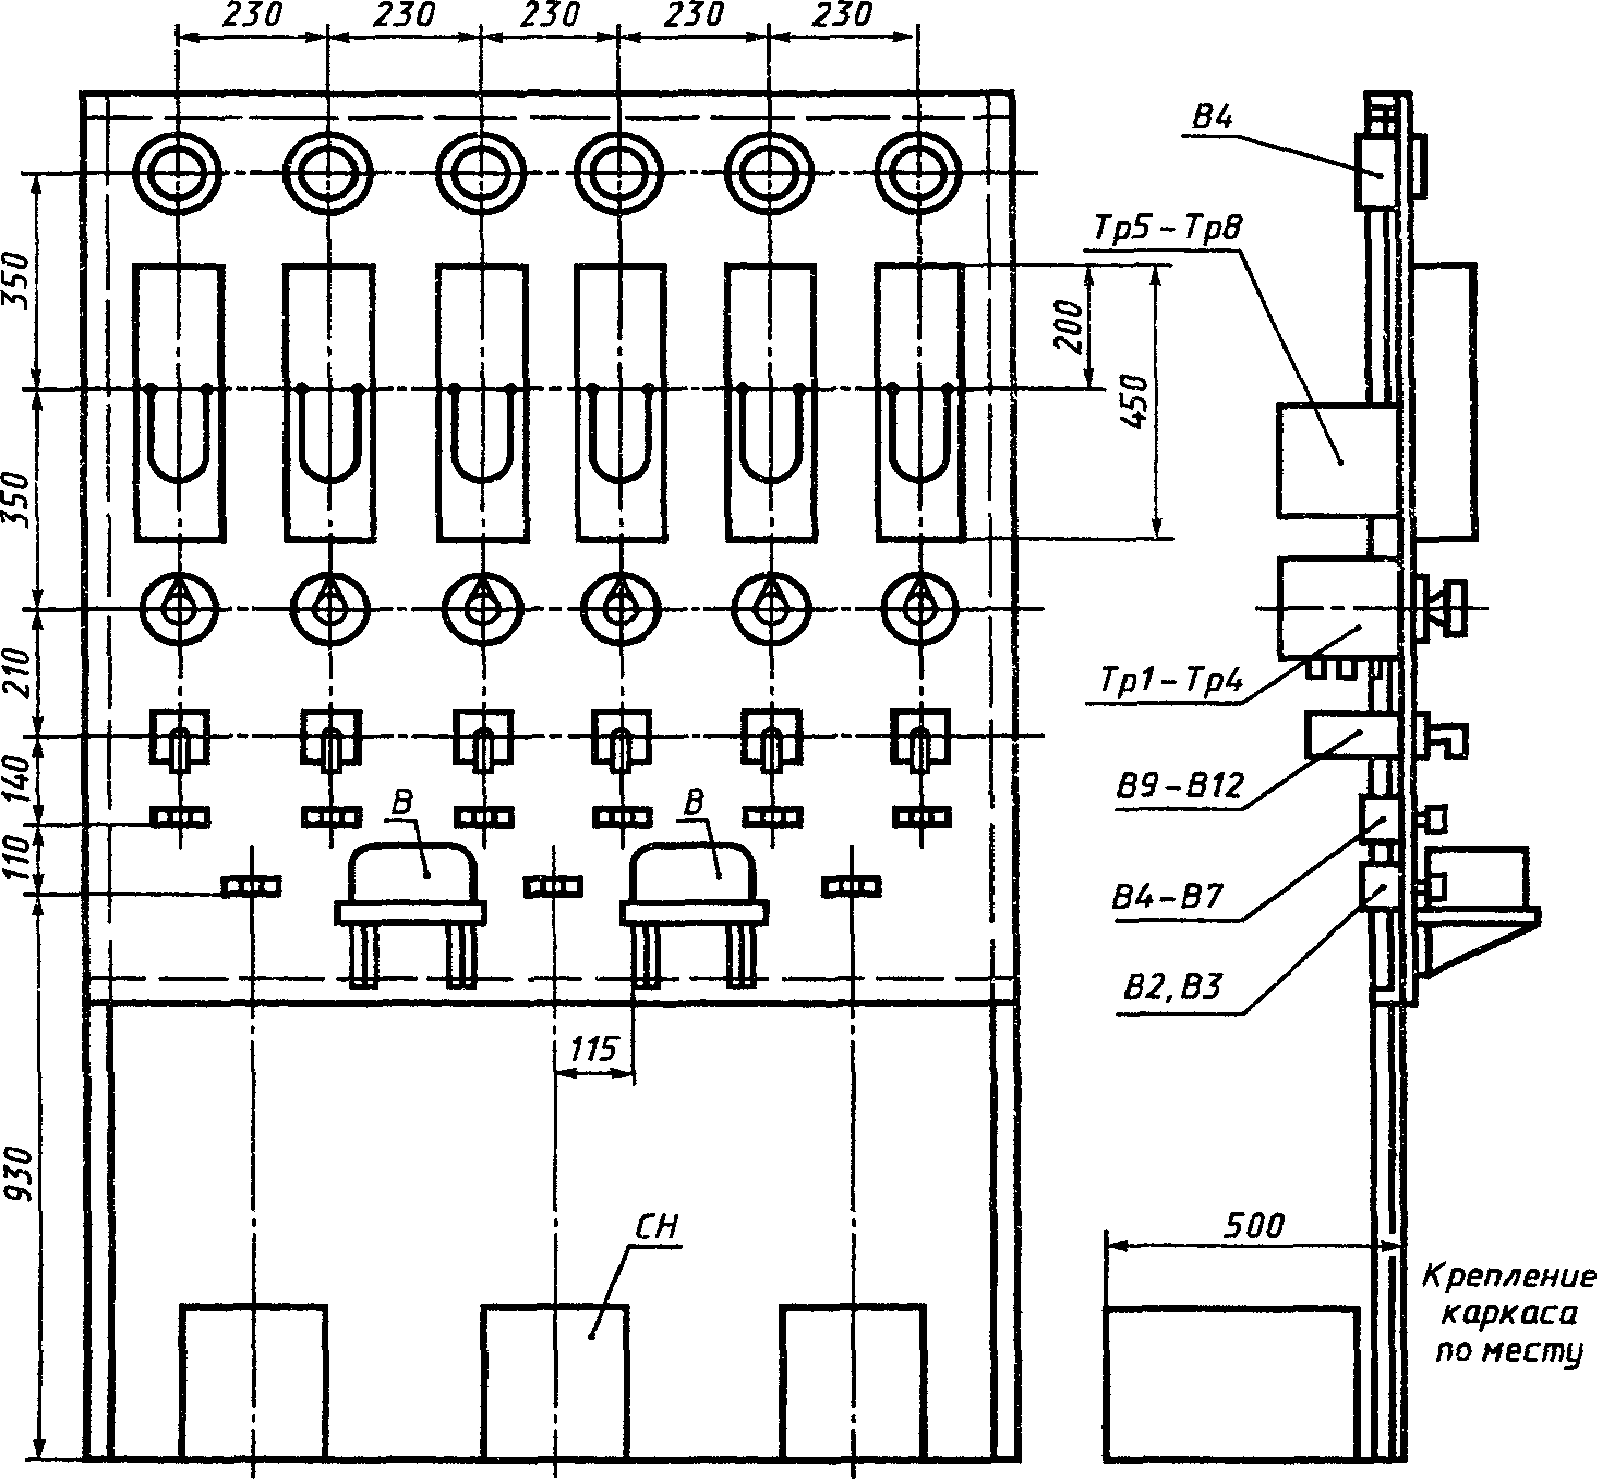 230 230 230 230 230
В4
Тр5-Тр8
350
200
450
350
Тр1-Тр4
210
В9-В12
140
В В
110
В4-В7
В2, В3
115
930
СН
500
Крепление
каркаса
по месту